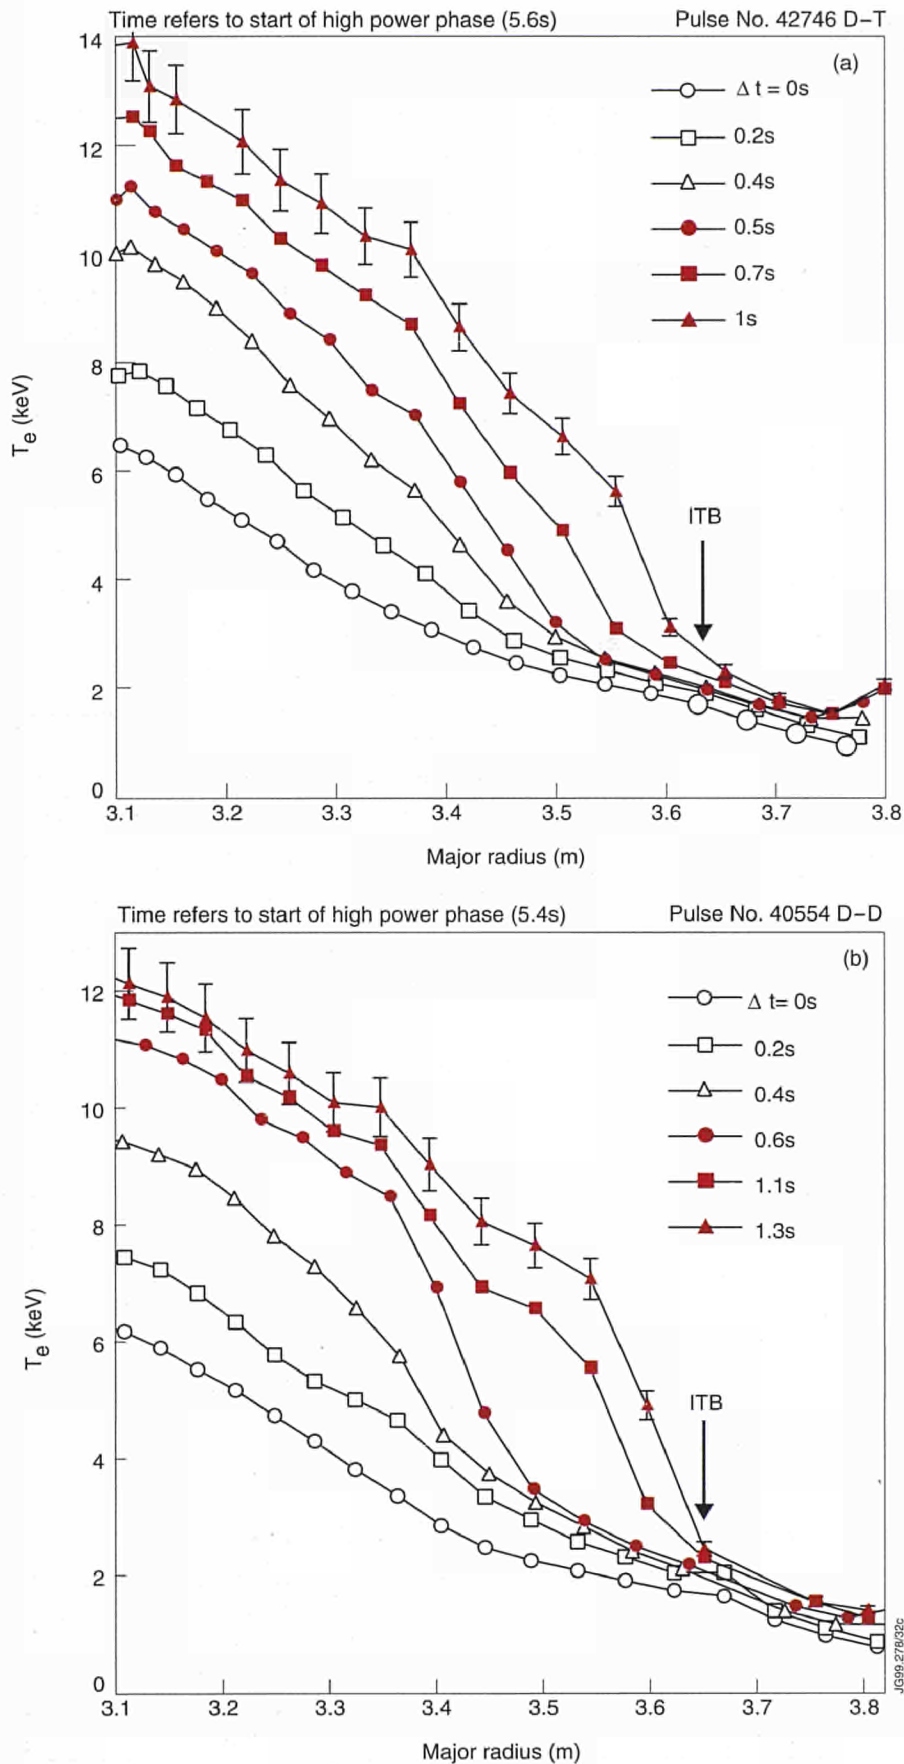 Time refers to start of high power phase (5.6s) Pulse No. 42746 D–T
(a)
Δ t = 0s
0.2s
0.4s
0.5s
0.7s
1s
ITB
Te (keV)
14
12
10
8
6
4
2
0
3.1 3.2 3.3 3.4 3.5 3.6 3.7 3.8
Major radius (m)
Time refers to start of high power phase (5.4s) Pulse No. 40554 D–D
(b)
Δ t= 0s
0.2s
0.4s
0.6s
1.1s
1.3s
ITB
Te (keV)
12
10
8
6
4
2
0
3.1 3.2 3.3 3.4 3.5 3.6 3.7 3.8
Major radius (m)
JG99.278/32c